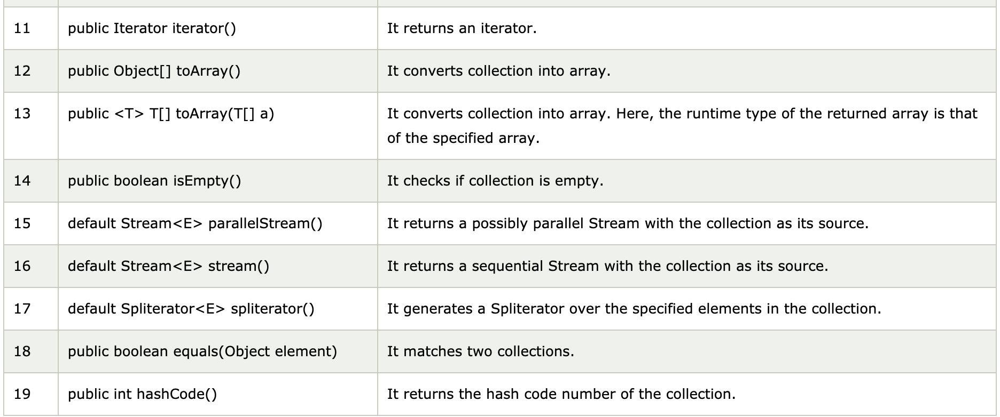 11 public Iterator iterator() It returns an iterator.
12 public Object[] toArray() It converts collection into array.
13 public <T> T[] toArray(T[] a) It converts collection into array. Here, the runtime type of the returned array is that
of the specified array.
14 public boolean isEmpty() It checks if collection is empty.
15 default Stream<E> parallelStream() It returns a possibly parallel Stream with the collection as its source.
16 default Stream<E> stream() It returns a sequential Stream with the collection as its source.
17 default Spliterator<E> spliterator() It generates a Spliterator over the specified elements in the collection.
18 public boolean equals(Object element) It matches two collections.
19 public int hashCode() It returns the hash code number of the collection.